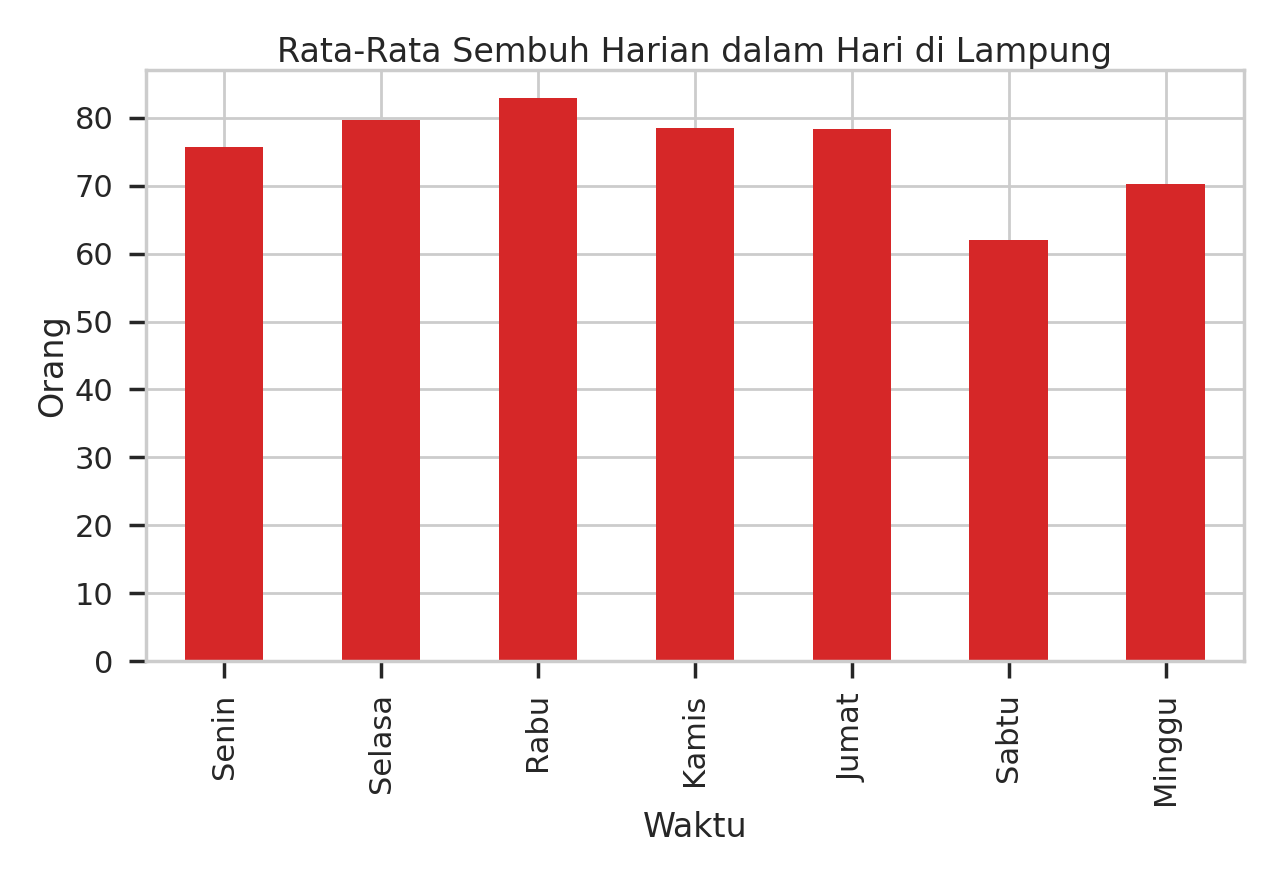 Rata-Rata Sembuh Harian dalam Hari di Lampung
Orang
80
70
60
50
40
30
20
10
0
Senin
Selasa
Rabu
Kamis
Jumat
Sabtu
Minggu
Waktu